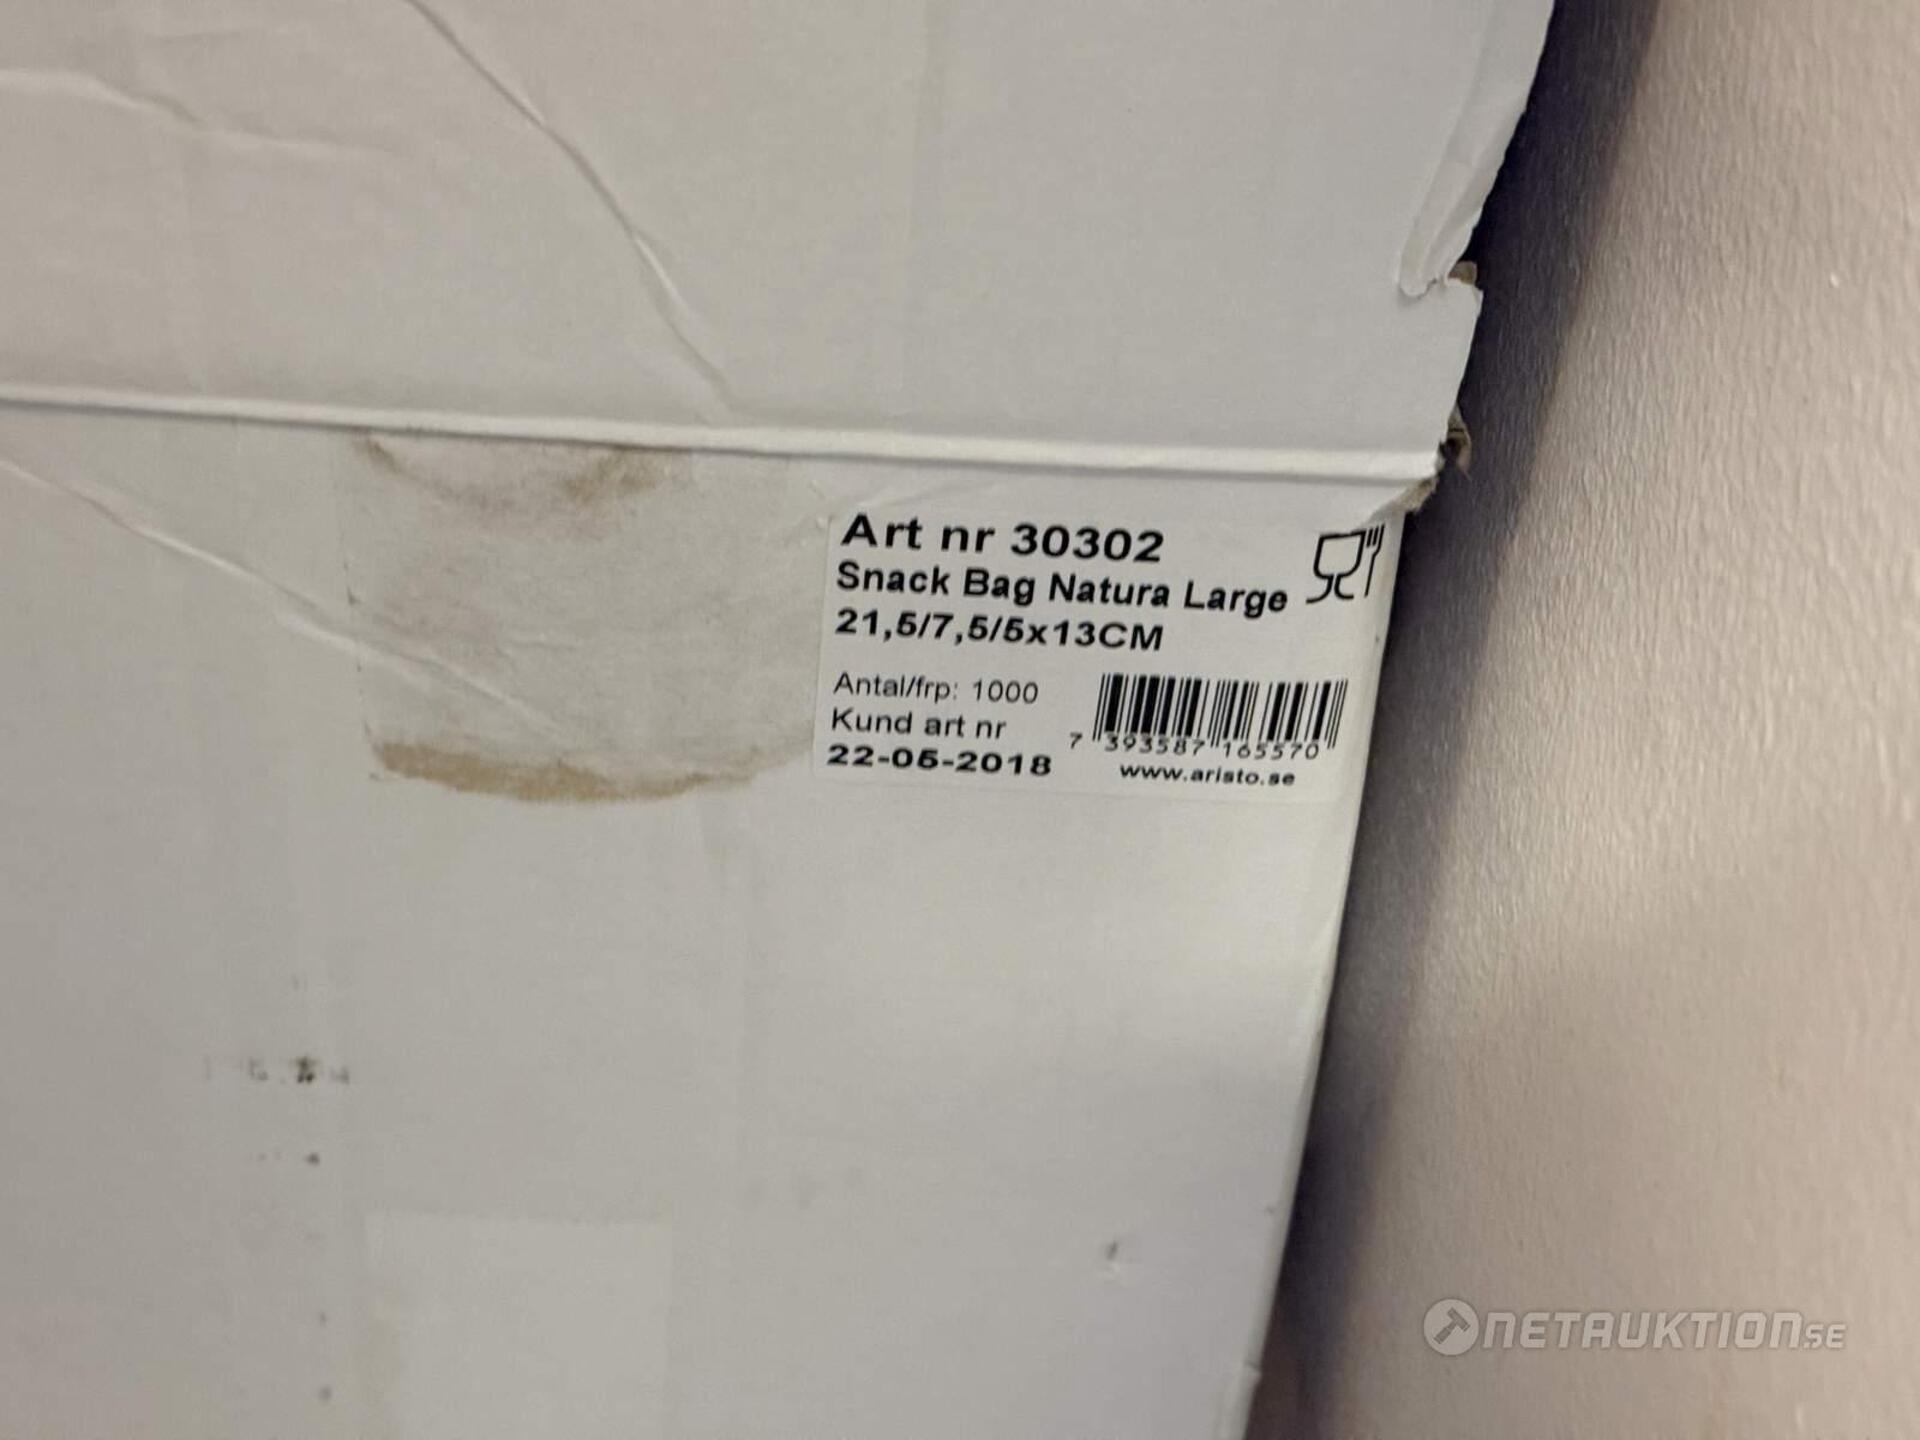 Art nr 30302
Snack Bag Natura Large
21,5/7,5/5x13CM
Antal/frp: 1000
Kund art nr
22-05-2018
7 393587 165570
www.aristo.se
NETAUKTION.SE